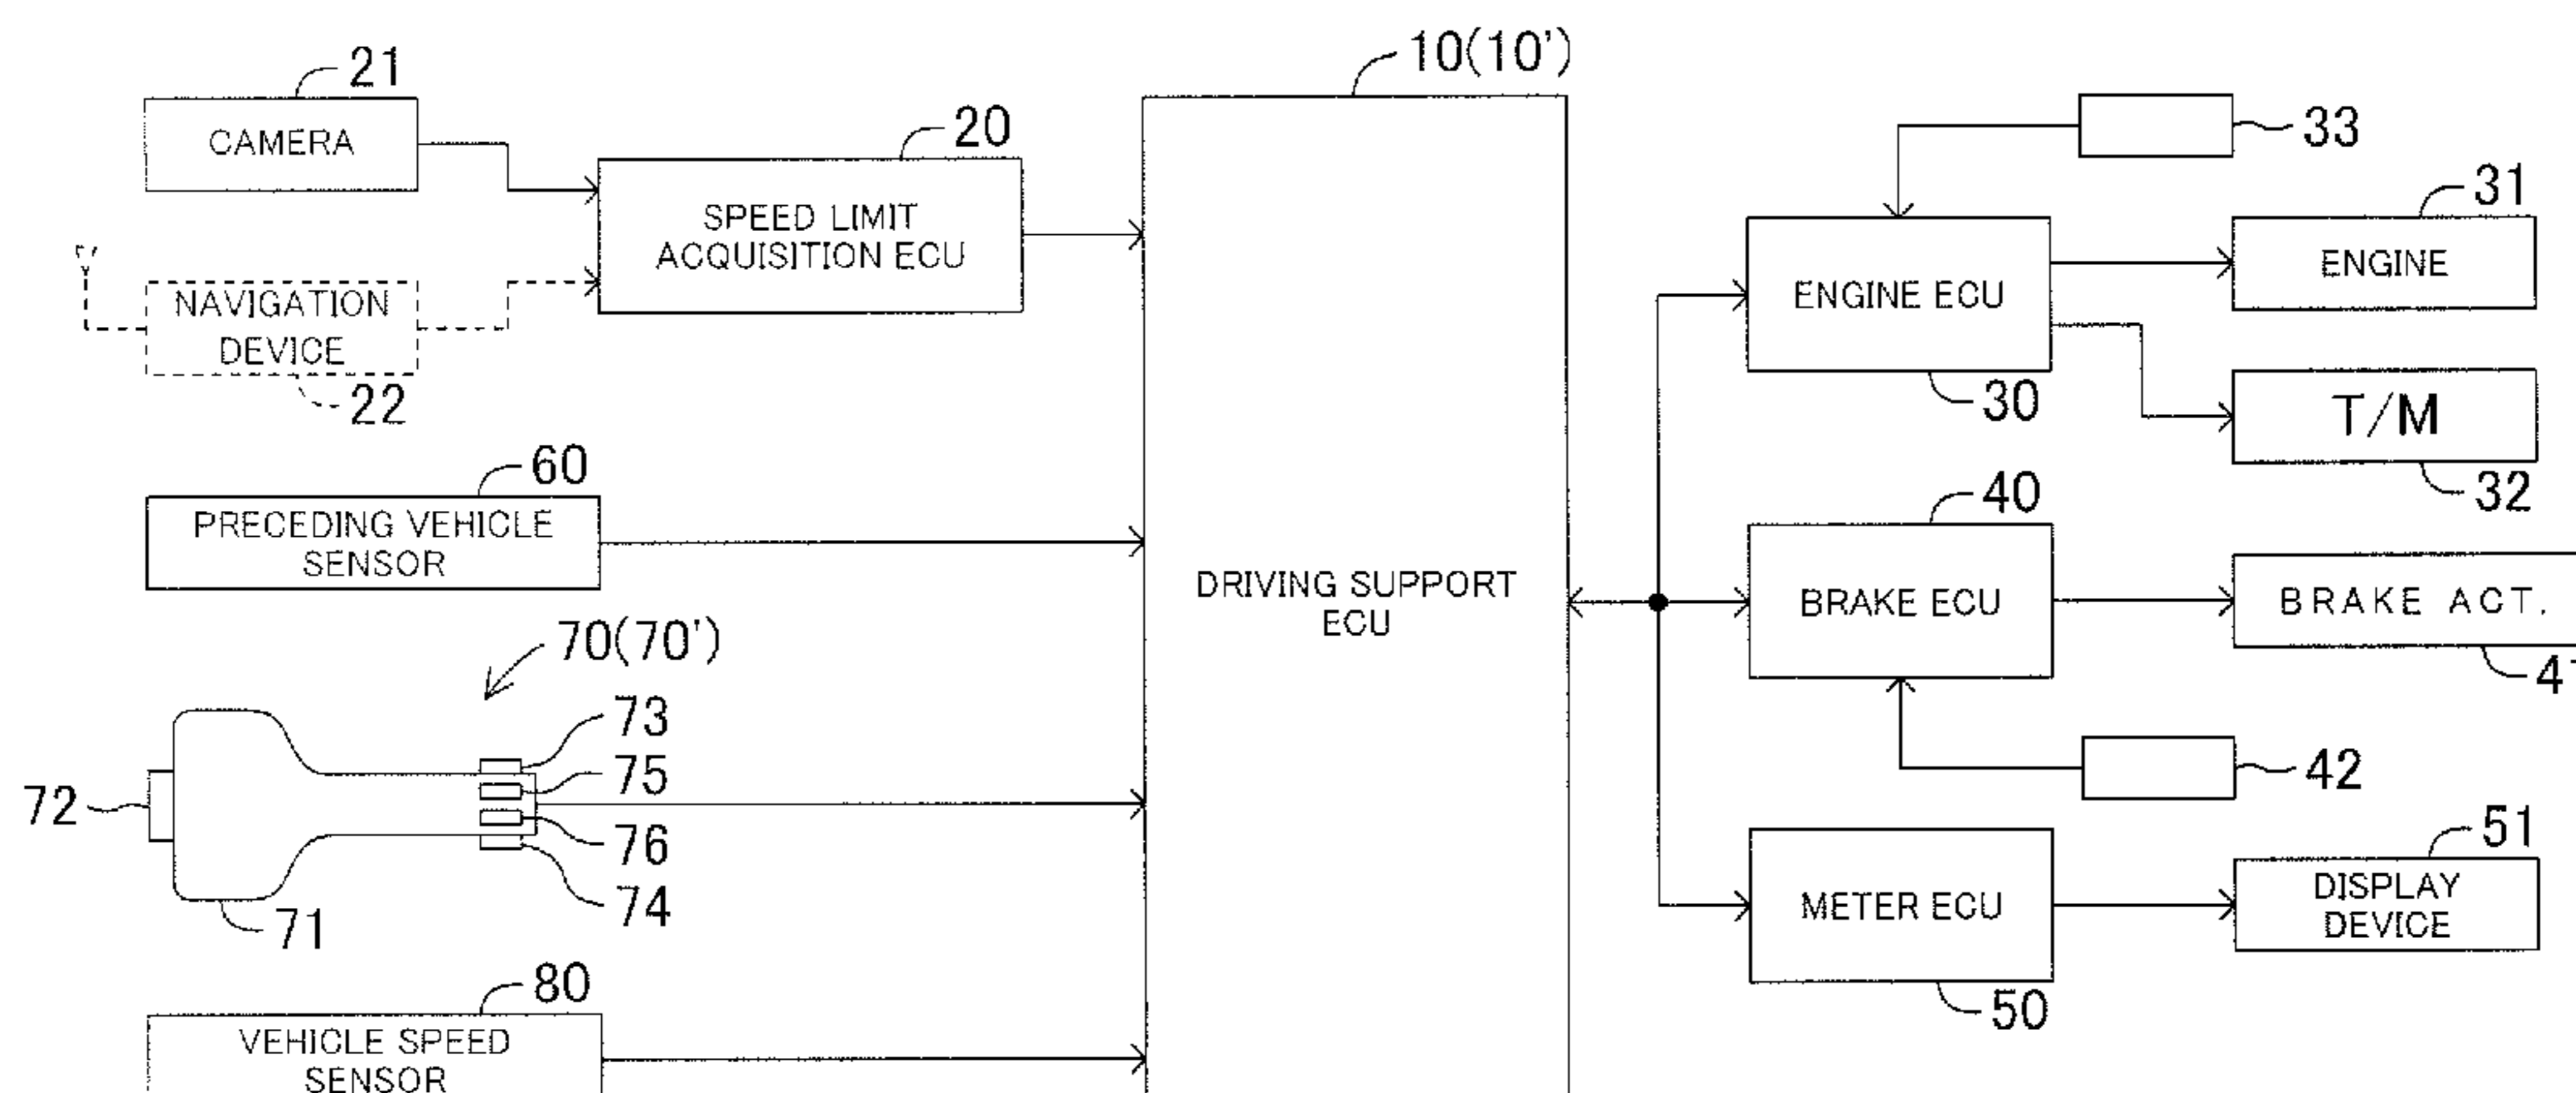 10(10')
21
CAMERA
20
SPEED LIMIT
ACQUISITION ECU
NAVIGATION
DEVICE
22
60
PRECEDING VEHICLE
SENSOR
70(70')
73
75
72
76
74
71
80
VEHICLE SPEED
SENSOR
DRIVING SUPPORT
ECU
33
31
ENGINE ECU
ENGINE
30
T/M
32
40
BRAKE ECU
BRAKE ACT.
42
51
METER ECU
DISPLAY
DEVICE
50